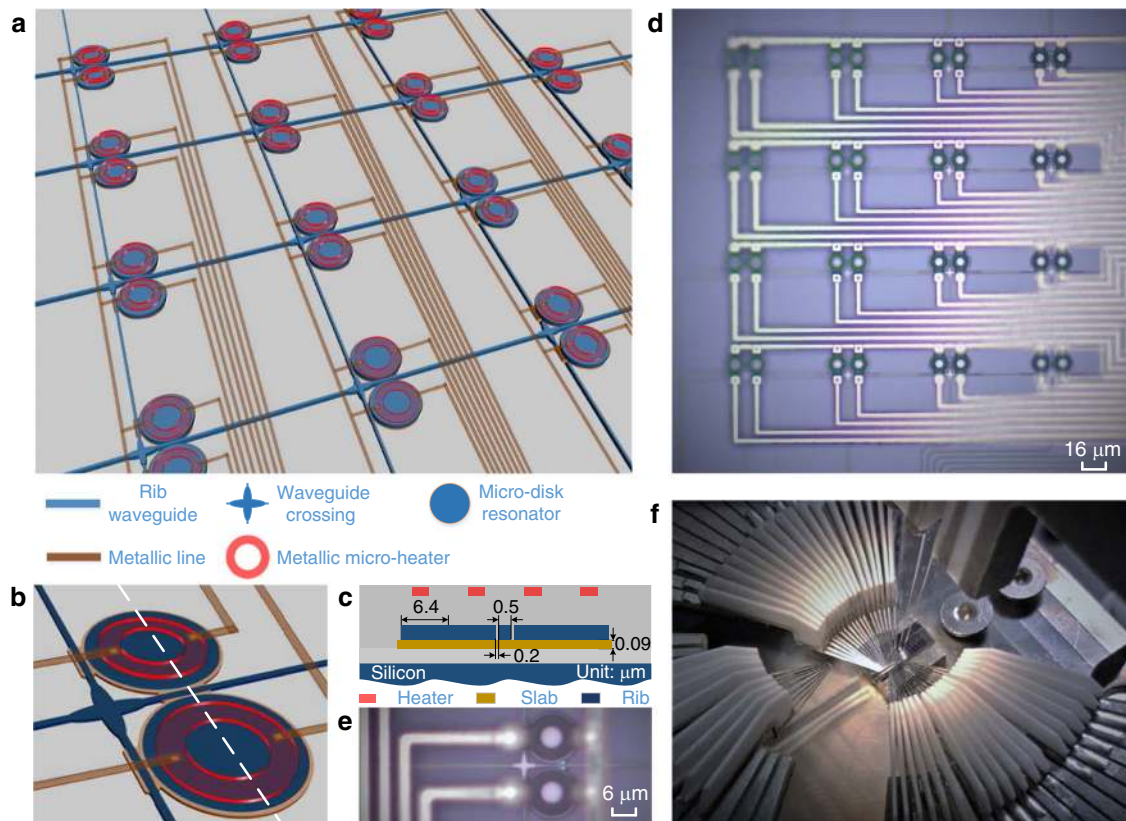 a
d
16 μm
Rib
waveguide
Waveguide
crossing
Micro-disk
resonator
Metallic line
Metallic micro-heater
f
b
c
6.4
0.5
0.09
0.2
Silicon
Unit: μm
Heater
Slab
Rib
e
6 μm